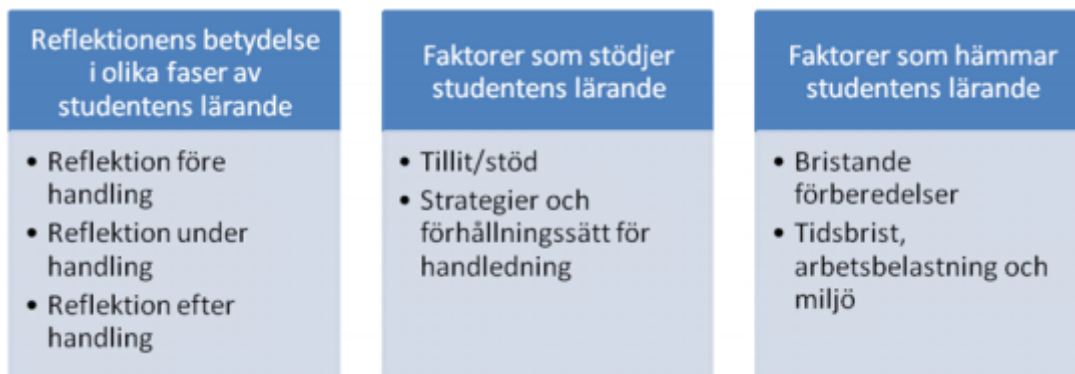 Reflektionens betydelse
i olika faser av
studentens lärande
• Reflektion före
handling
• Reflektion under
handling
• Reflektion efter
handling
Faktorer som stödjer
studentens lärande
• Tillit/stöd
• Strategier och
förhållningssätt för
handledning
Faktorer som hämmar
studentens lärande
• Bristande
förberedelser
• Tidsbrist,
arbetsbelastning och
miljö